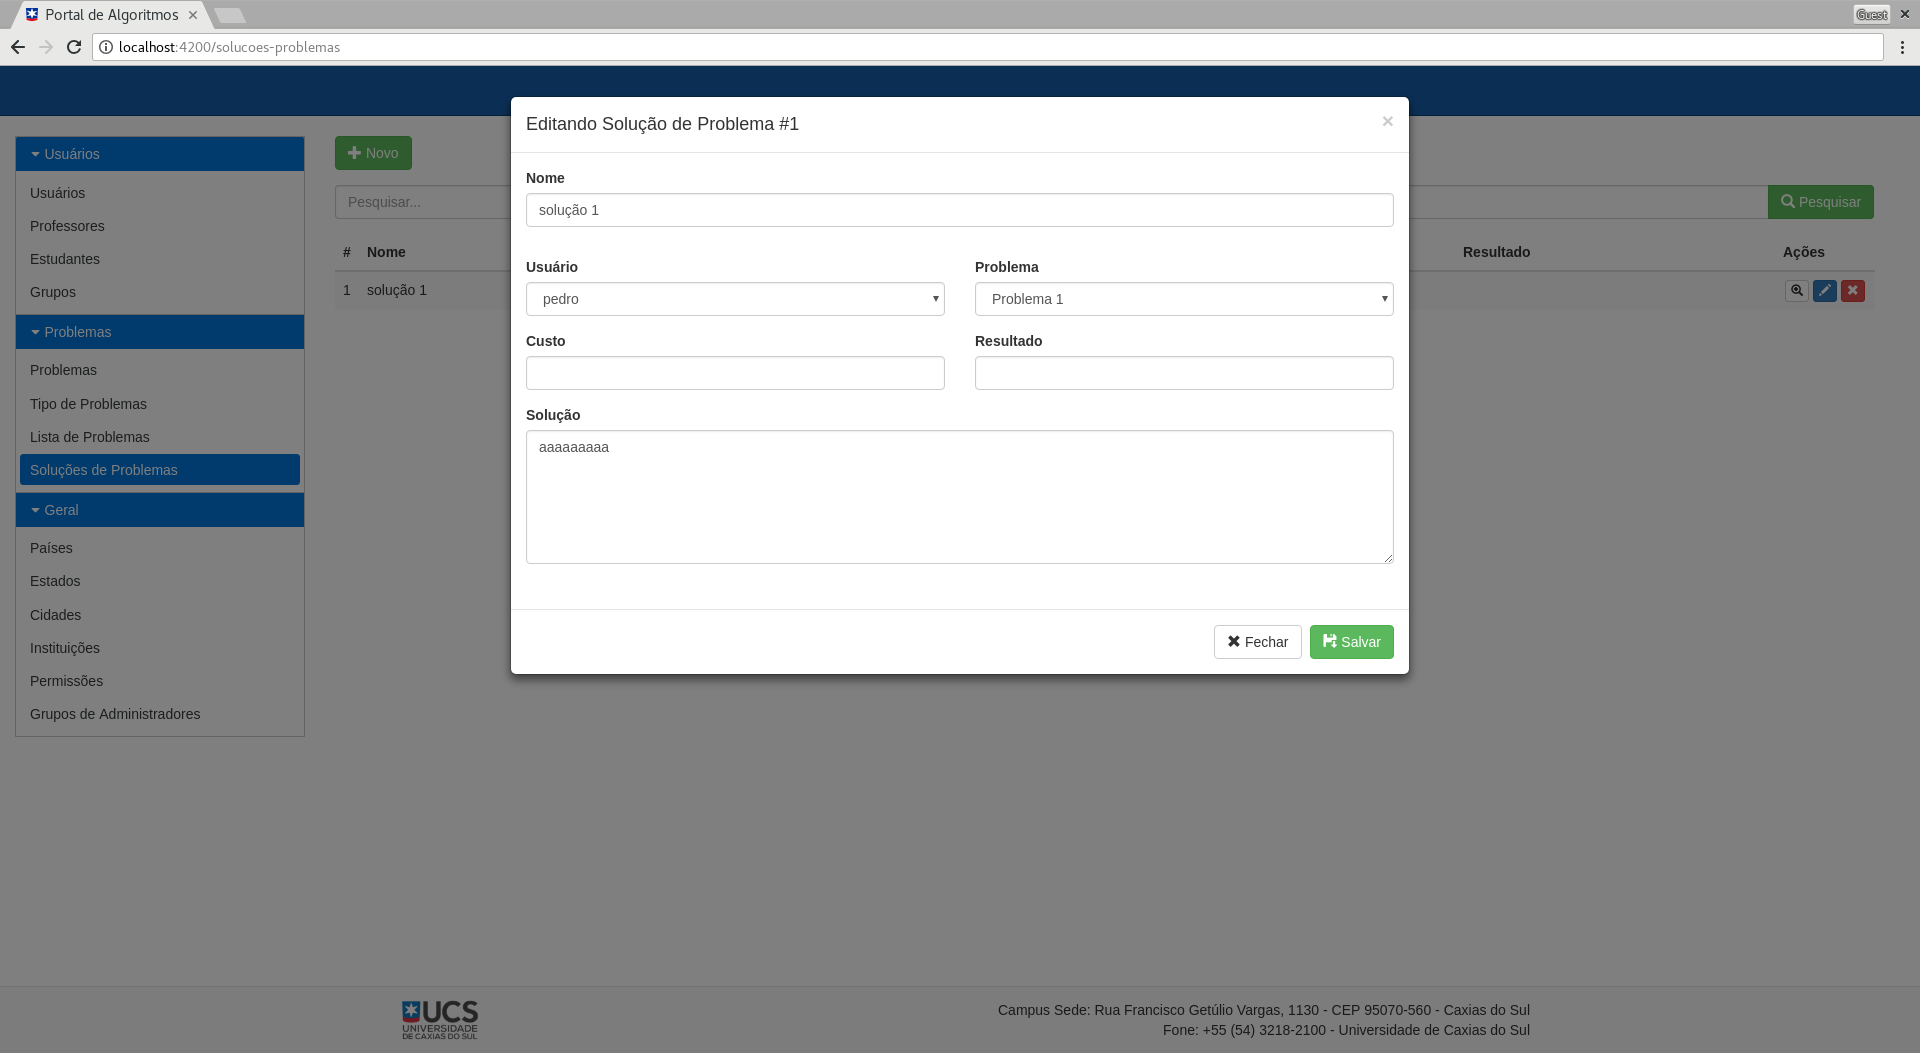 Portal de Algoritmos
Guest
localhost:4200/solucoes-problemas
Editando Solução de Problema #1
×
Nome
solução 1
Usuário
Problema
pedro
Problema 1
Custo
Resultado
Solução
aaaaaaaaa
Fechar
Salvar
Usuários
Usuários
Professores
Estudantes
Grupos
Problemas
Problemas
Tipo de Problemas
Lista de Problemas
Soluções de Problemas
Geral
Países
Estados
Cidades
Instituições
Permissões
Grupos de Administradores
Novo
Pesquisar...
Pesquisar
# Nome Resultado Ações
1 solução 1
UCS
UNIVERSIDADE
DE CAXIAS DO SUL
Campus Sede: Rua Francisco Getúlio Vargas, 1130 - CEP 95070-560 - Caxias do Sul
Fone: +55 (54) 3218-2100 - Universidade de Caxias do Sul